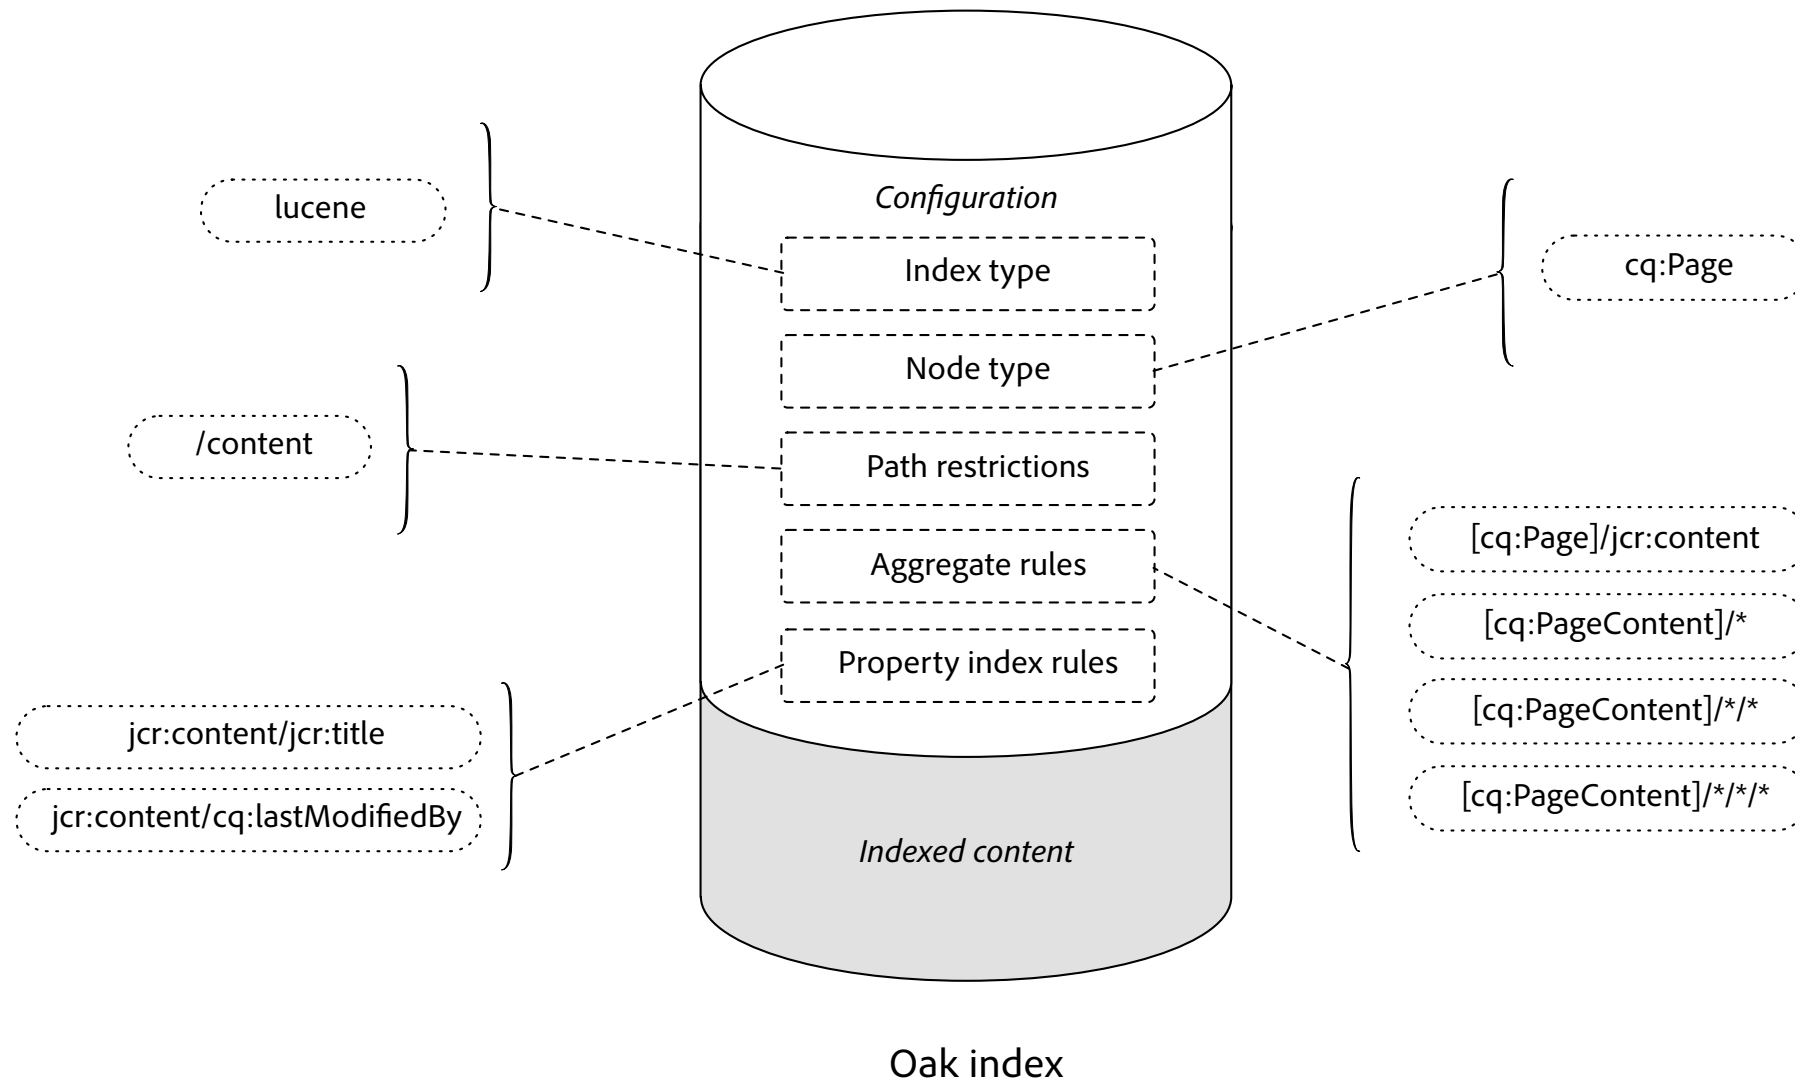 Configuration
lucene
Index type
cq:Page
Node type
/content
Path restrictions
[cq:Page]/jcr:content
Aggregate rules
[cq:PageContent]/*
Property index rules
[cq:PageContent]/*/*
jcr:content/jcr:title
[cq:PageContent]/*/*/*
jcr:content/cq:lastModifiedBy
Indexed content
Oak index